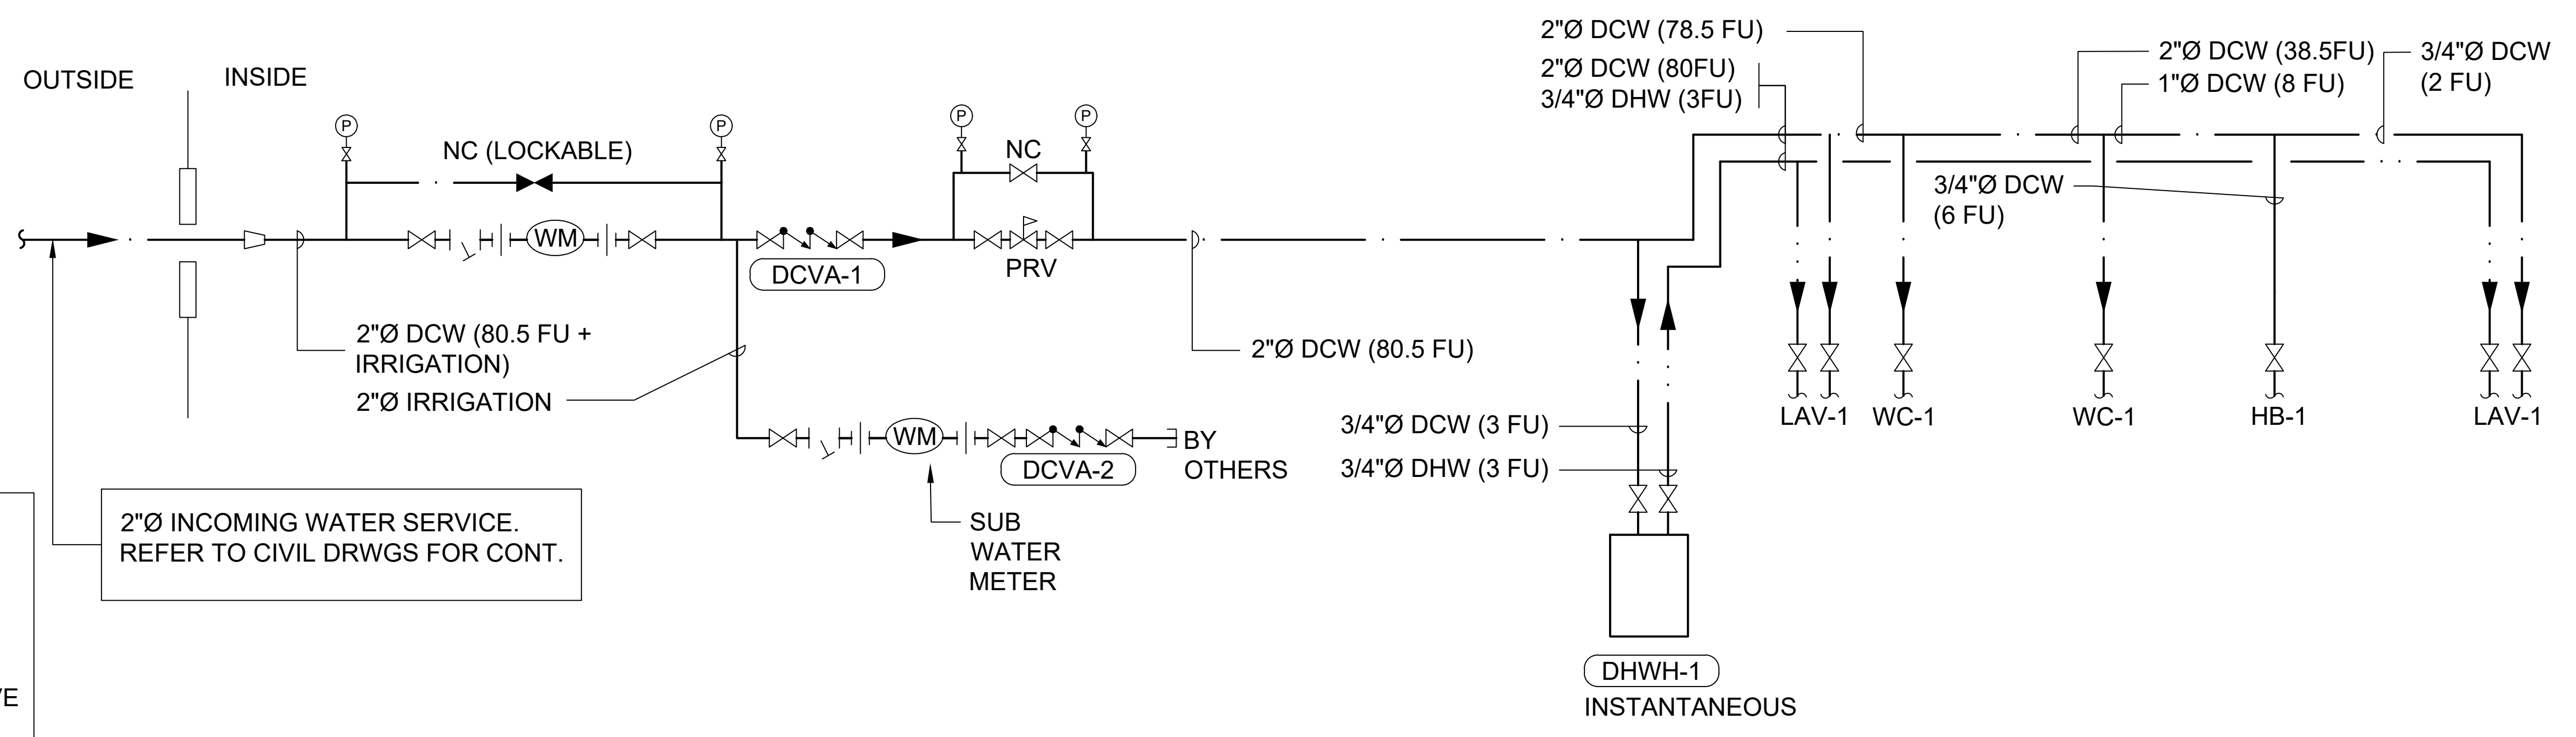 OUTSIDE
INSIDE
P
NC (LOCKABLE)
P
P
NC
P
2"Ø DCW (78.5 FU)
2"Ø DCW (80FU)
3/4"Ø DHW (3FU)
2"Ø DCW (38.5FU)
1"Ø DCW (8 FU)
3/4"Ø DCW
(2 FU)
3/4"Ø DCW
(6 FU)
WM
DCVA-1
PRV
2"Ø DCW (80.5 FU +
IRRIGATION)
2"Ø IRRIGATION
2"Ø DCW (80.5 FU)
WM
DCVA-2
BY
OTHERS
SUB
WATER
METER
3/4"Ø DCW (3 FU)
3/4"Ø DHW (3 FU)
LAV-1
WC-1
WC-1
HB-1
LAV-1
2"Ø INCOMING WATER SERVICE.
REFER TO CIVIL DRWGS FOR CONT.
DHWH-1
INSTANTANEOUS